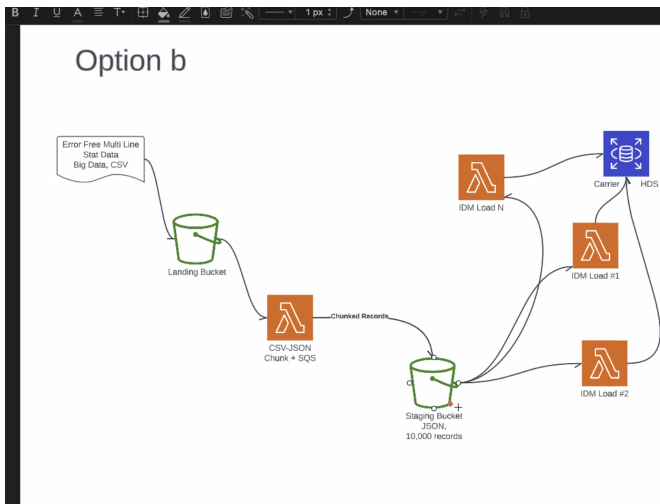 B I U A T
1 px
None
Option b
Error Free Multi Line
Stat Data
Big Data, CSV
Landing Bucket
CSV-JSON
Chunk + SQS
Chunked Records
Staging Bucket
JSON,
10,000 records
IDM Load N
Carrier HDS
IDM Load #1
IDM Load #2